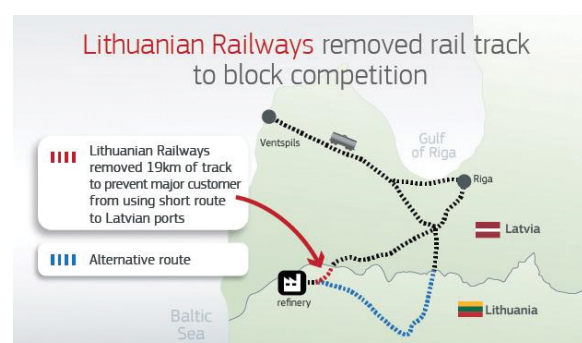 Lithuanian Railways removed rail track
to block competition
Ventspils
Gulf
of Riga
Lithuanian Railways
removed 19km of track
to prevent major customer
from using short route
to Latvian ports
Riga
Latvia
Alternative route
refinery
Lithuania
Baltic
Sea